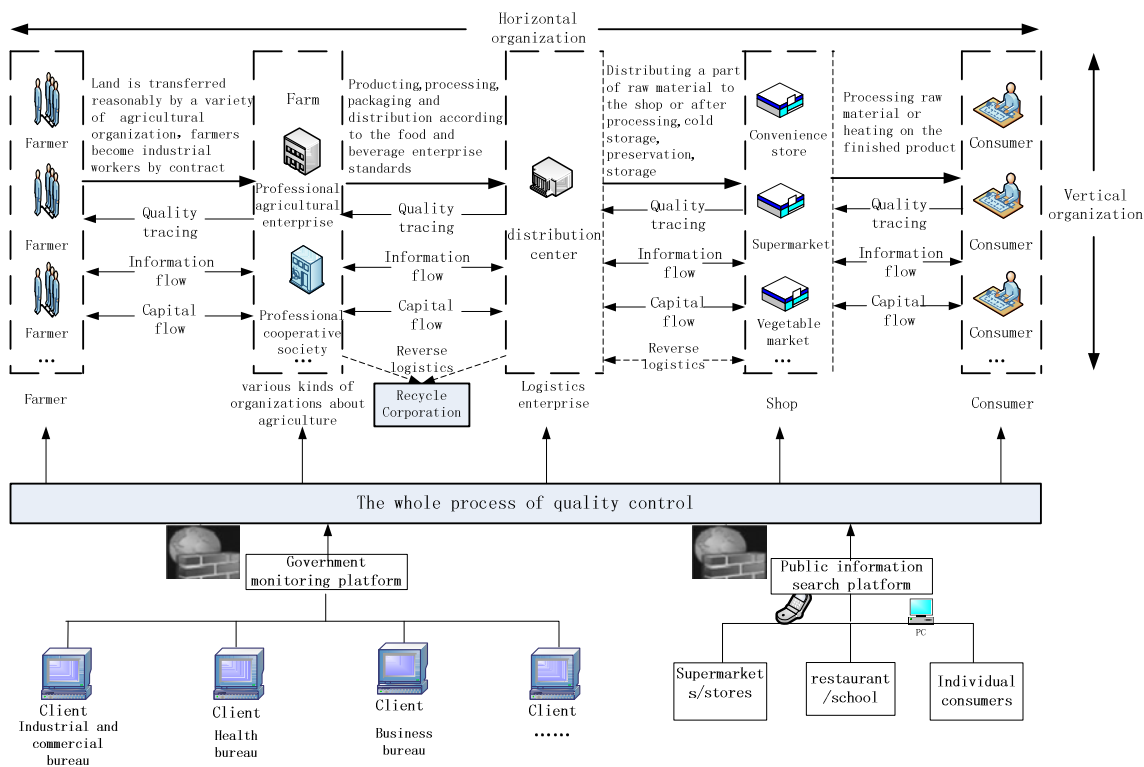 Horizontal
organization
Land is transferred
reasonably by a variety
of agricultural
organization, farmers
become industrial
workers by contract
Farm
Producting,processing,
packaging and
distribution according
to the food and
beverage enterprise
standards
Distributing a part
of raw material to
the shop or after
processing,cold
storage,
preservation,
storage
Processing raw
material or
heating on the
finished product
Farmer
Farmer
Farmer
...
Professional
agricultural
enterprise
Professional
cooperative
society
...
distribution
center
Convenience
store
Supermarket
Vegetable
market
...
Consumer
Consumer
Consumer
...
Vertical
organization
Quality
tracing
Information
flow
Capital
flow
Quality
tracing
Information
flow
Capital
flow
Reverse
logistics
Quality
tracing
Information
flow
Capital
flow
Reverse
logistics
Quality
tracing
Information
flow
Capital
flow
Farmer
various kinds of
organizations about
agriculture
Recycle
Corporation
Logistics
enterprise
Shop
Consumer
The whole process of quality control
Government
monitoring platform
Public information
search platform
PC
Client
Industrial and
commercial
bureau
Client
Health
bureau
Client
Business
bureau
Client
......
Supermarket
s/stores
restaurant
/school
Individual
consumers